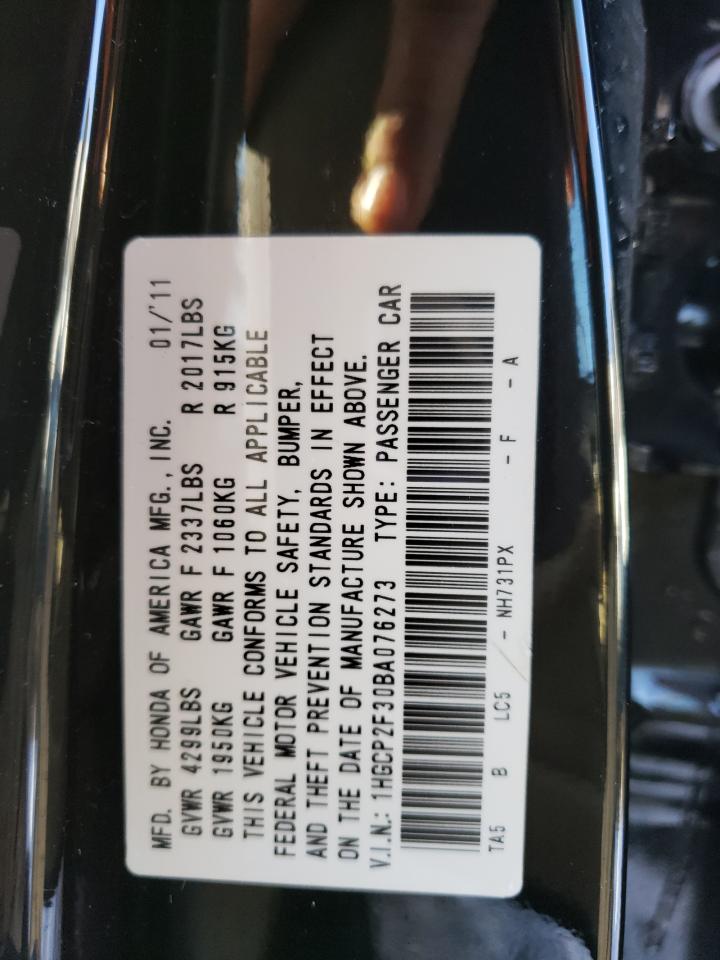 MFD. BY HONDA OF AMERICA MFG., INC. 01/'11
GVWR 4299LBS GAWR F 2337LBS R 2017LBS
GVWR 1950KG GAWR F 1060KG R 915KG
THIS VEHICLE CONFORMS TO ALL APPLICABLE
FEDERAL MOTOR VEHICLE SAFETY, BUMPER,
AND THEFT PREVENTION STANDARDS IN EFFECT
ON THE DATE OF MANUFACTURE SHOWN ABOVE.
V.I.N.: 1HGCP2F30BA076273 TYPE: PASSENGER CAR
TA5 B LC5 - NH731PX - F - A